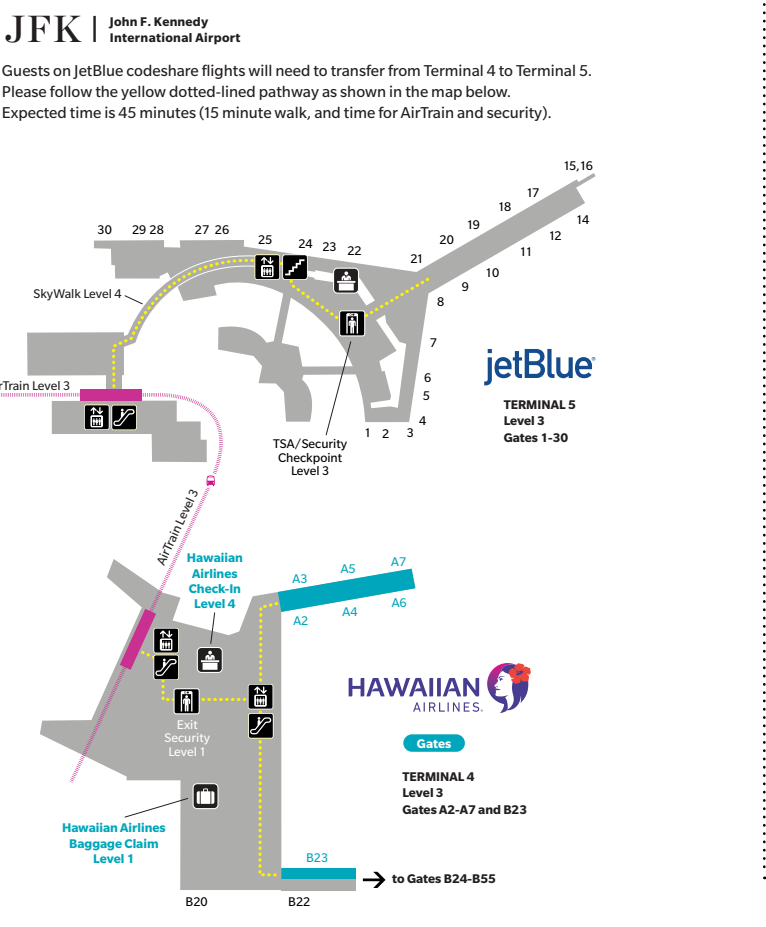 JFK
John F. Kennedy
International Airport
Guests on JetBlue codeshare flights will need to transfer from Terminal 4 to Terminal 5.
Please follow the yellow dotted-lined pathway as shown in the map below.
Expected time is 45 minutes (15 minute walk, and time for AirTrain and security).
15,16
17
18
14
19
12
20
11
30
29 28
27 26
25
24
23
22
21
10
9
8
SkyWalk Level 4
7
jetBlue
6
5
4
1
2
3
rTrain Level 3
TERMINAL 5
Level 3
Gates 1-30
TSA/Security
Checkpoint
Level 3
AirTrain Level 3
Hawaiian
Airlines
Check-In
Level 4
A3
A5
A7
A2
A4
A6
HAWAIIAN
AIRLINES.
Exit
Security
Level 1
Gates
TERMINAL 4
Level 3
Gates A2-A7 and B23
Hawaiian Airlines
Baggage Claim
Level 1
B23
to Gates B24-B55
B20
B22